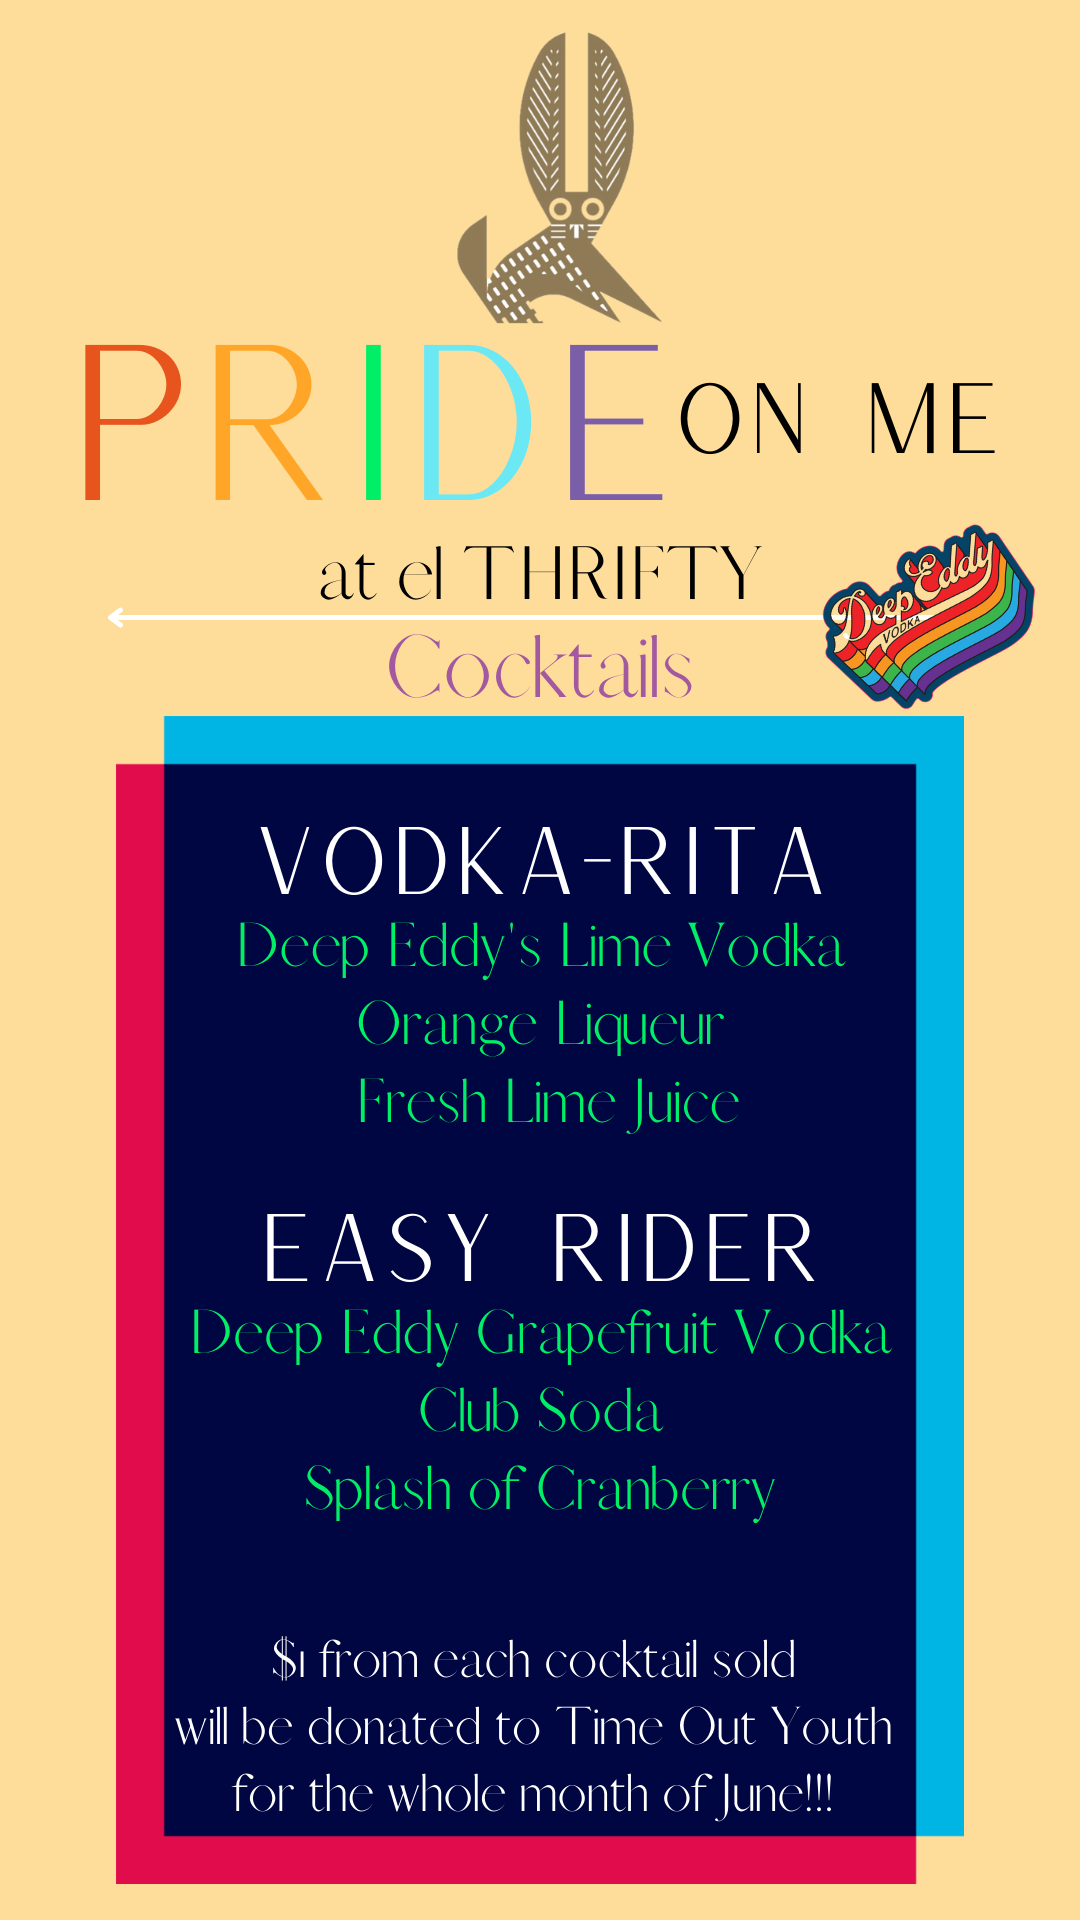 PRIDE ON ME
at el THRIFTY
Deep Eddy
VODKA
Cocktails
VODKA-RITA
Deep Eddy's Lime Vodka
Orange Liqueur
Fresh Lime Juice
EASY RIDER
Deep Eddy Grapefruit Vodka
Club Soda
Splash of Cranberry
$1 from each cocktail sold
will be donated to Time Out Youth
for the whole month of June!!!